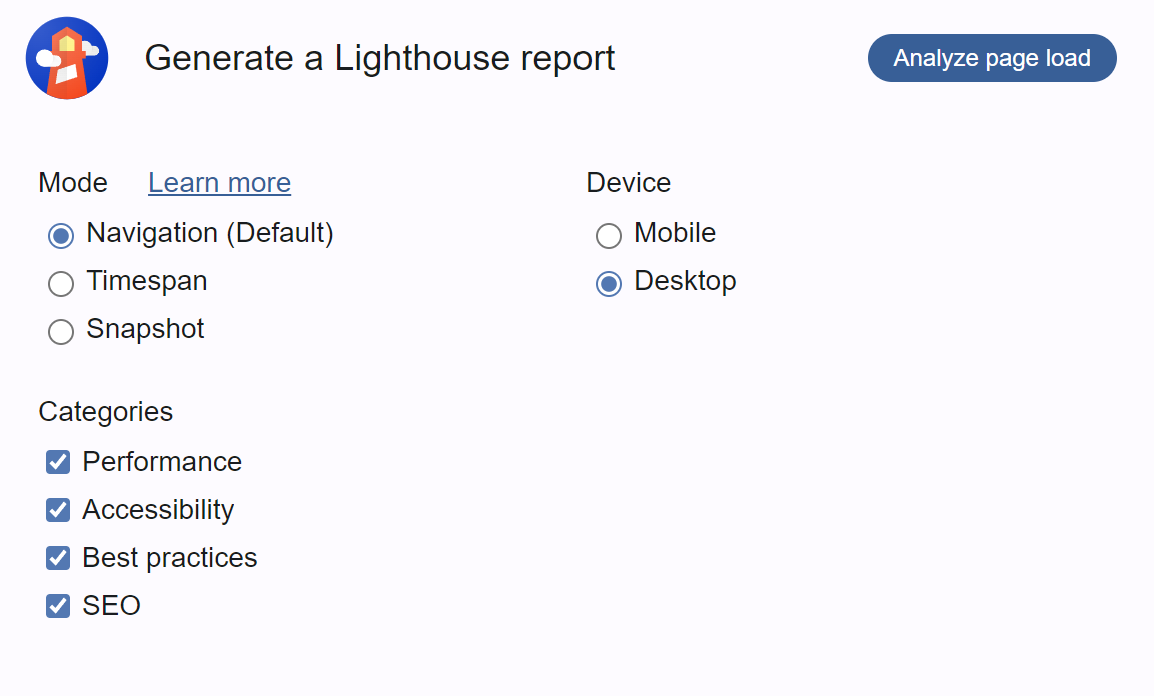 Generate a Lighthouse report
Analyze page load
Mode Learn more
Navigation (Default)
Timespan
Snapshot
Device
Mobile
Desktop
Categories
Performance
Accessibility
Best practices
SEO